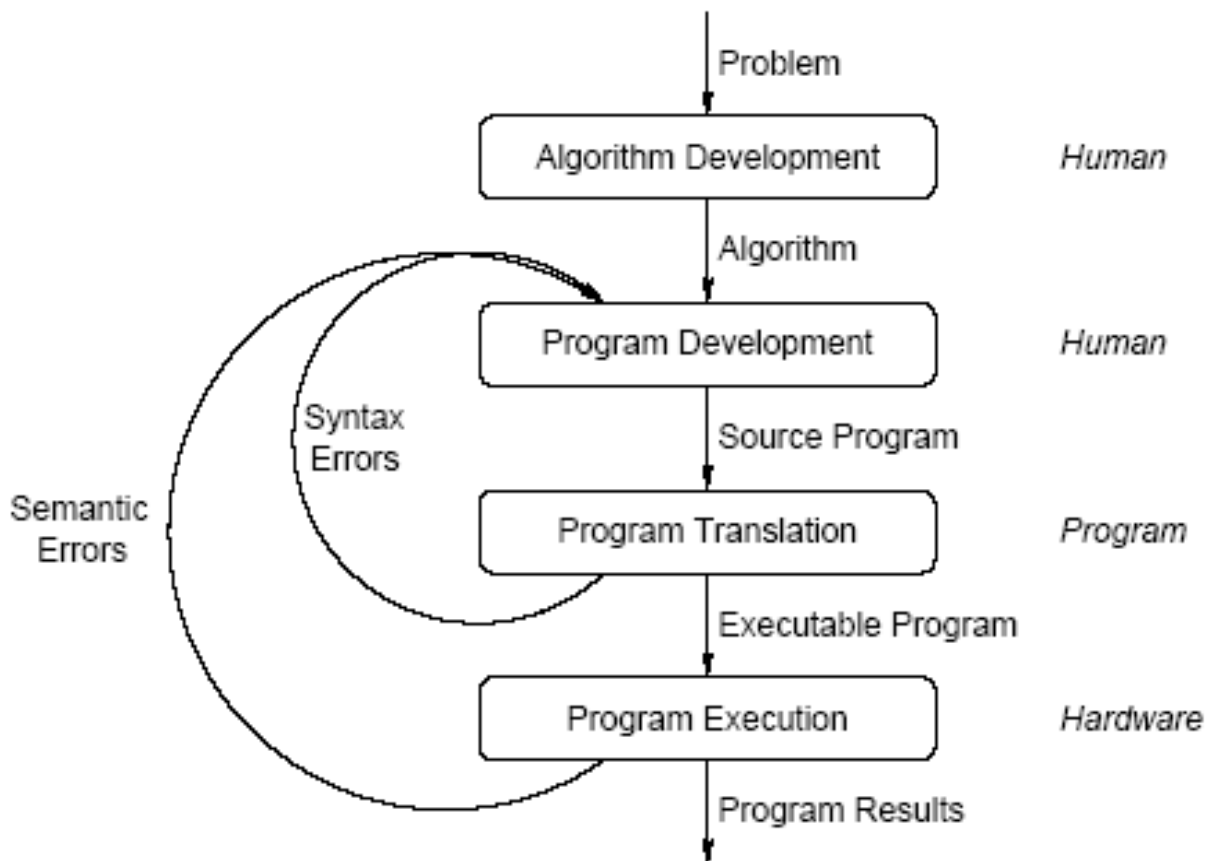 Problem
Algorithm Development
Human
Algorithm
Program Development
Human
Syntax
Errors
Source Program
Semantic
Errors
Program Translation
Program
Executable Program
Program Execution
Hardware
Program Results